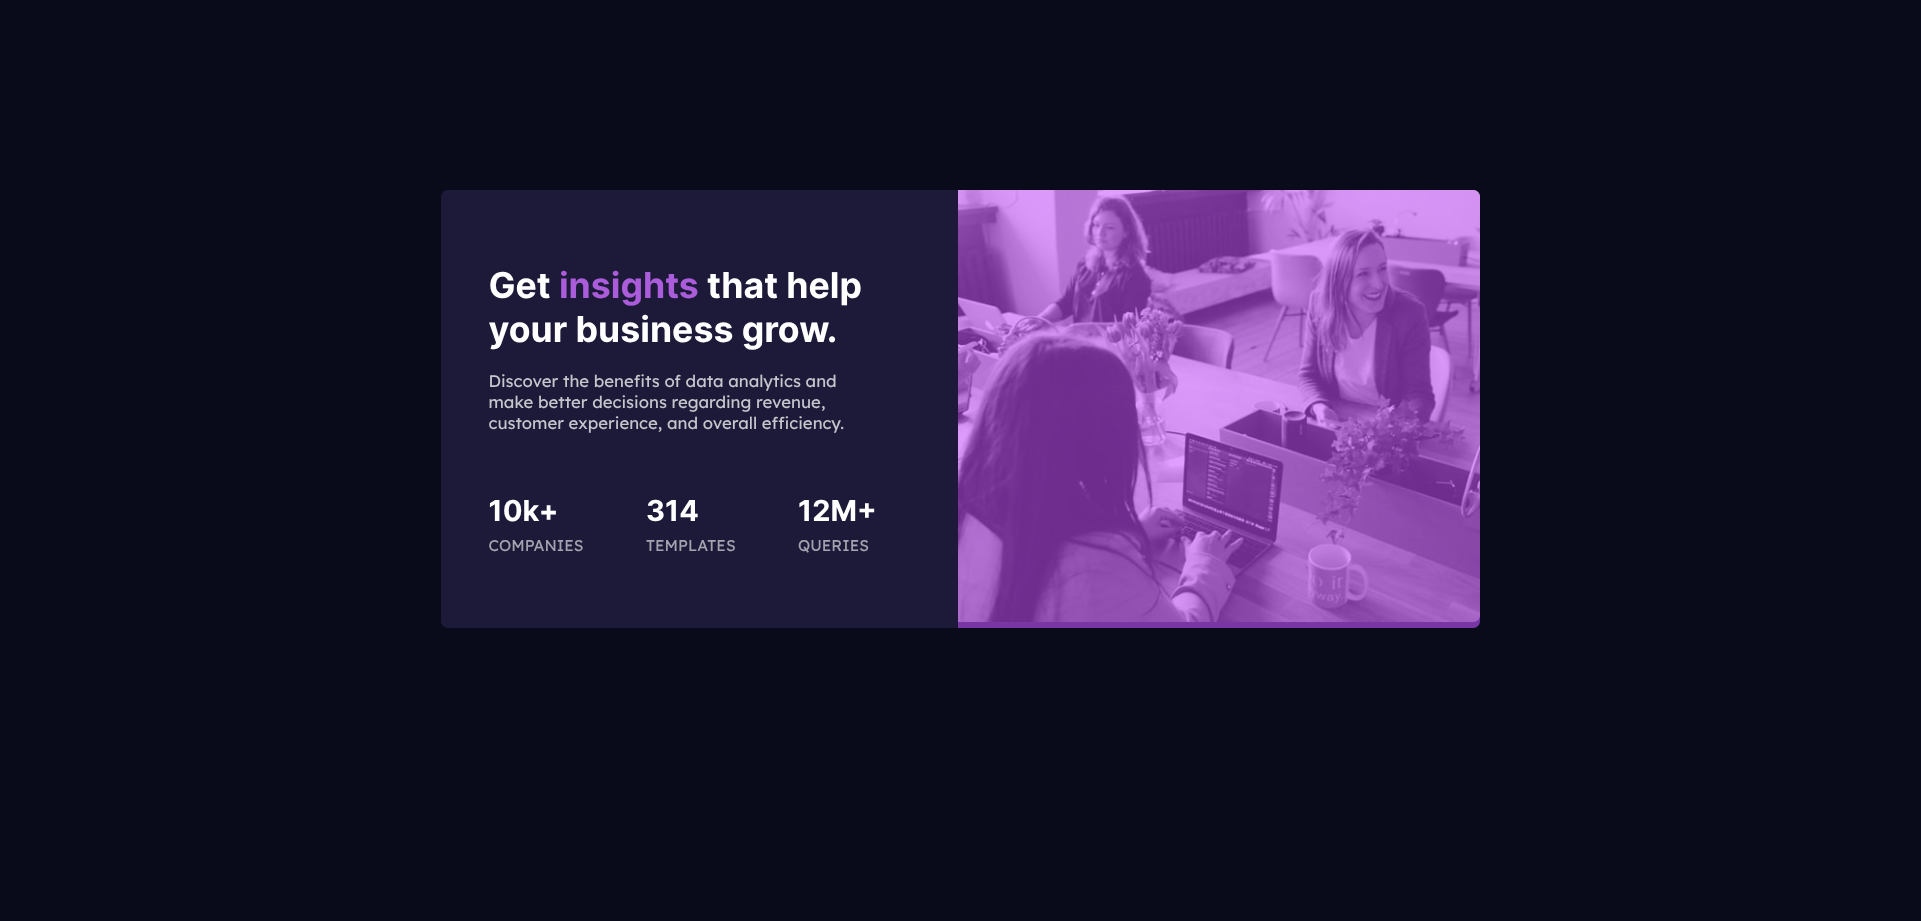 Get insights that help
your business grow.
Discover the benefits of data analytics and
make better decisions regarding revenue,
customer experience, and overall efficiency.
10k+ 314 12M+
COMPANIES TEMPLATES QUERIES